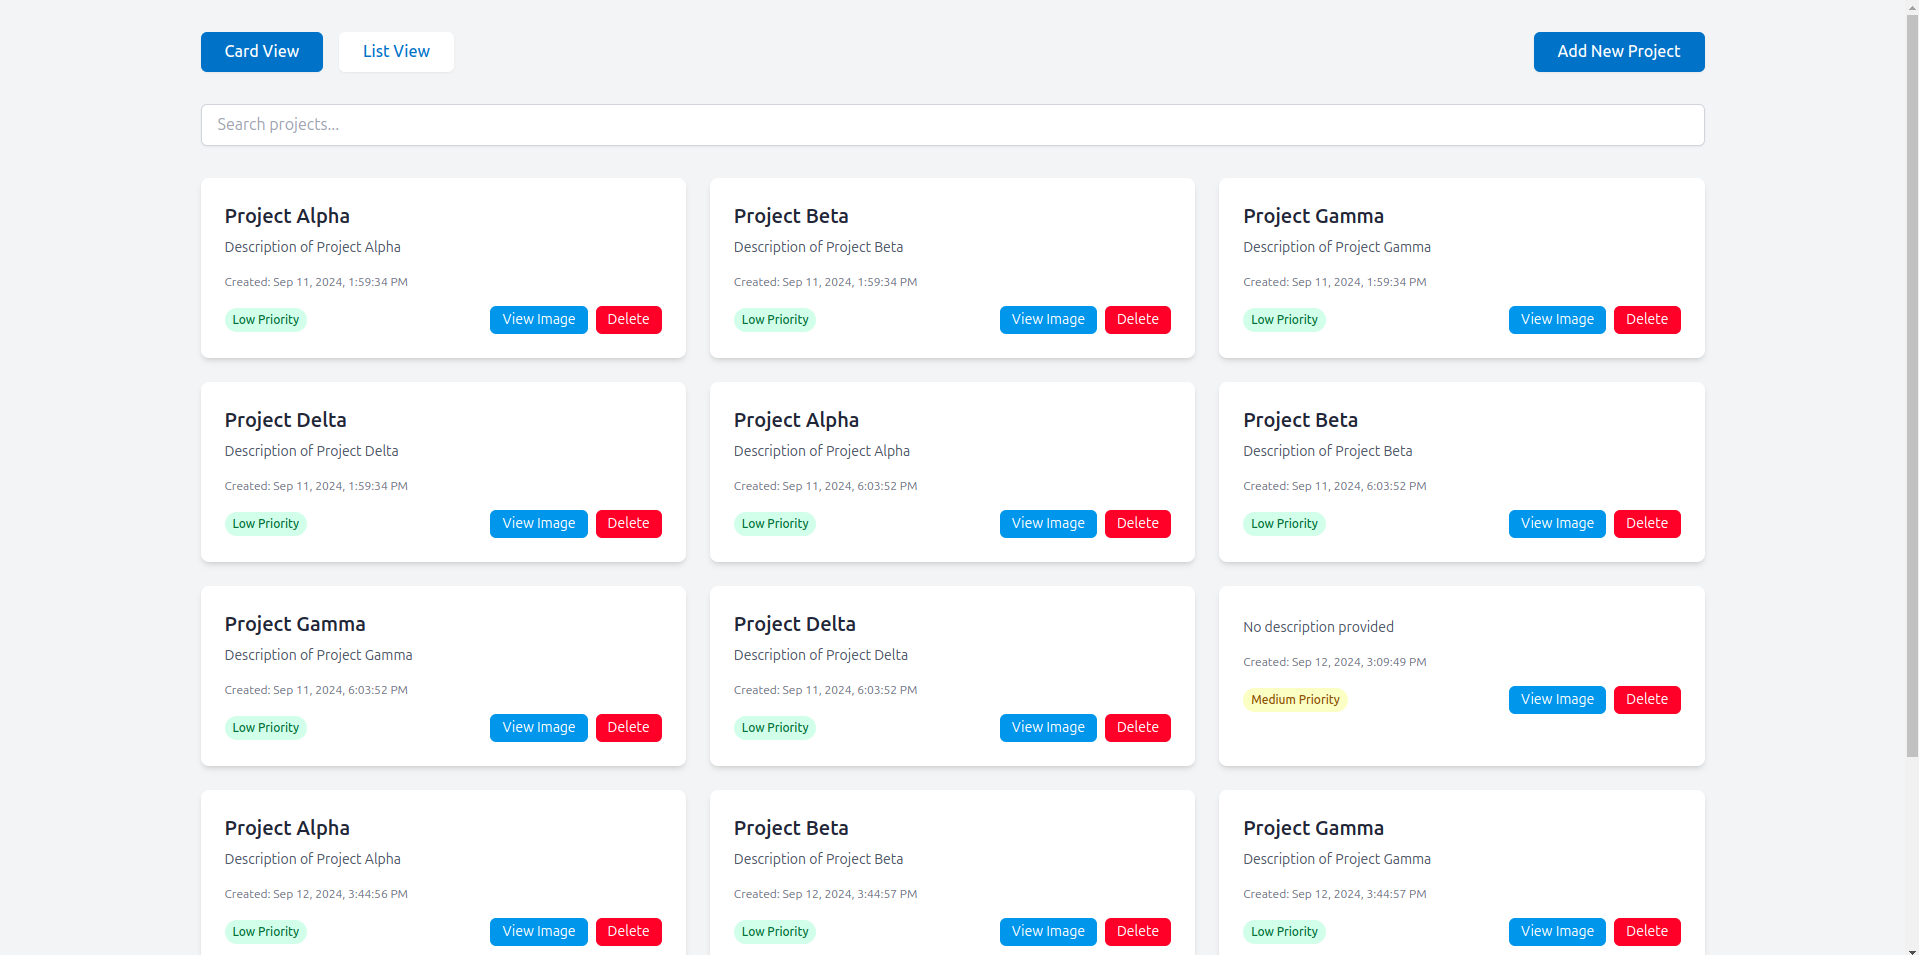 Card View
List View
Add New Project
Search projects...
Project Alpha
Description of Project Alpha
Created: Sep 11, 2024, 1:59:34 PM
Low Priority
View Image
Delete
Project Beta
Description of Project Beta
Created: Sep 11, 2024, 1:59:34 PM
Low Priority
View Image
Delete
Project Gamma
Description of Project Gamma
Created: Sep 11, 2024, 1:59:34 PM
Low Priority
View Image
Delete
Project Delta
Description of Project Delta
Created: Sep 11, 2024, 1:59:34 PM
Low Priority
View Image
Delete
Project Alpha
Description of Project Alpha
Created: Sep 11, 2024, 6:03:52 PM
Low Priority
View Image
Delete
Project Beta
Description of Project Beta
Created: Sep 11, 2024, 6:03:52 PM
Low Priority
View Image
Delete
Project Gamma
Description of Project Gamma
Created: Sep 11, 2024, 6:03:52 PM
Low Priority
View Image
Delete
Project Delta
Description of Project Delta
Created: Sep 11, 2024, 6:03:52 PM
Low Priority
View Image
Delete
No description provided
Created: Sep 12, 2024, 3:09:49 PM
Medium Priority
View Image
Delete
Project Alpha
Description of Project Alpha
Created: Sep 12, 2024, 3:44:56 PM
Low Priority
View Image
Delete
Project Beta
Description of Project Beta
Created: Sep 12, 2024, 3:44:57 PM
Low Priority
View Image
Delete
Project Gamma
Description of Project Gamma
Created: Sep 12, 2024, 3:44:57 PM
Low Priority
View Image
Delete